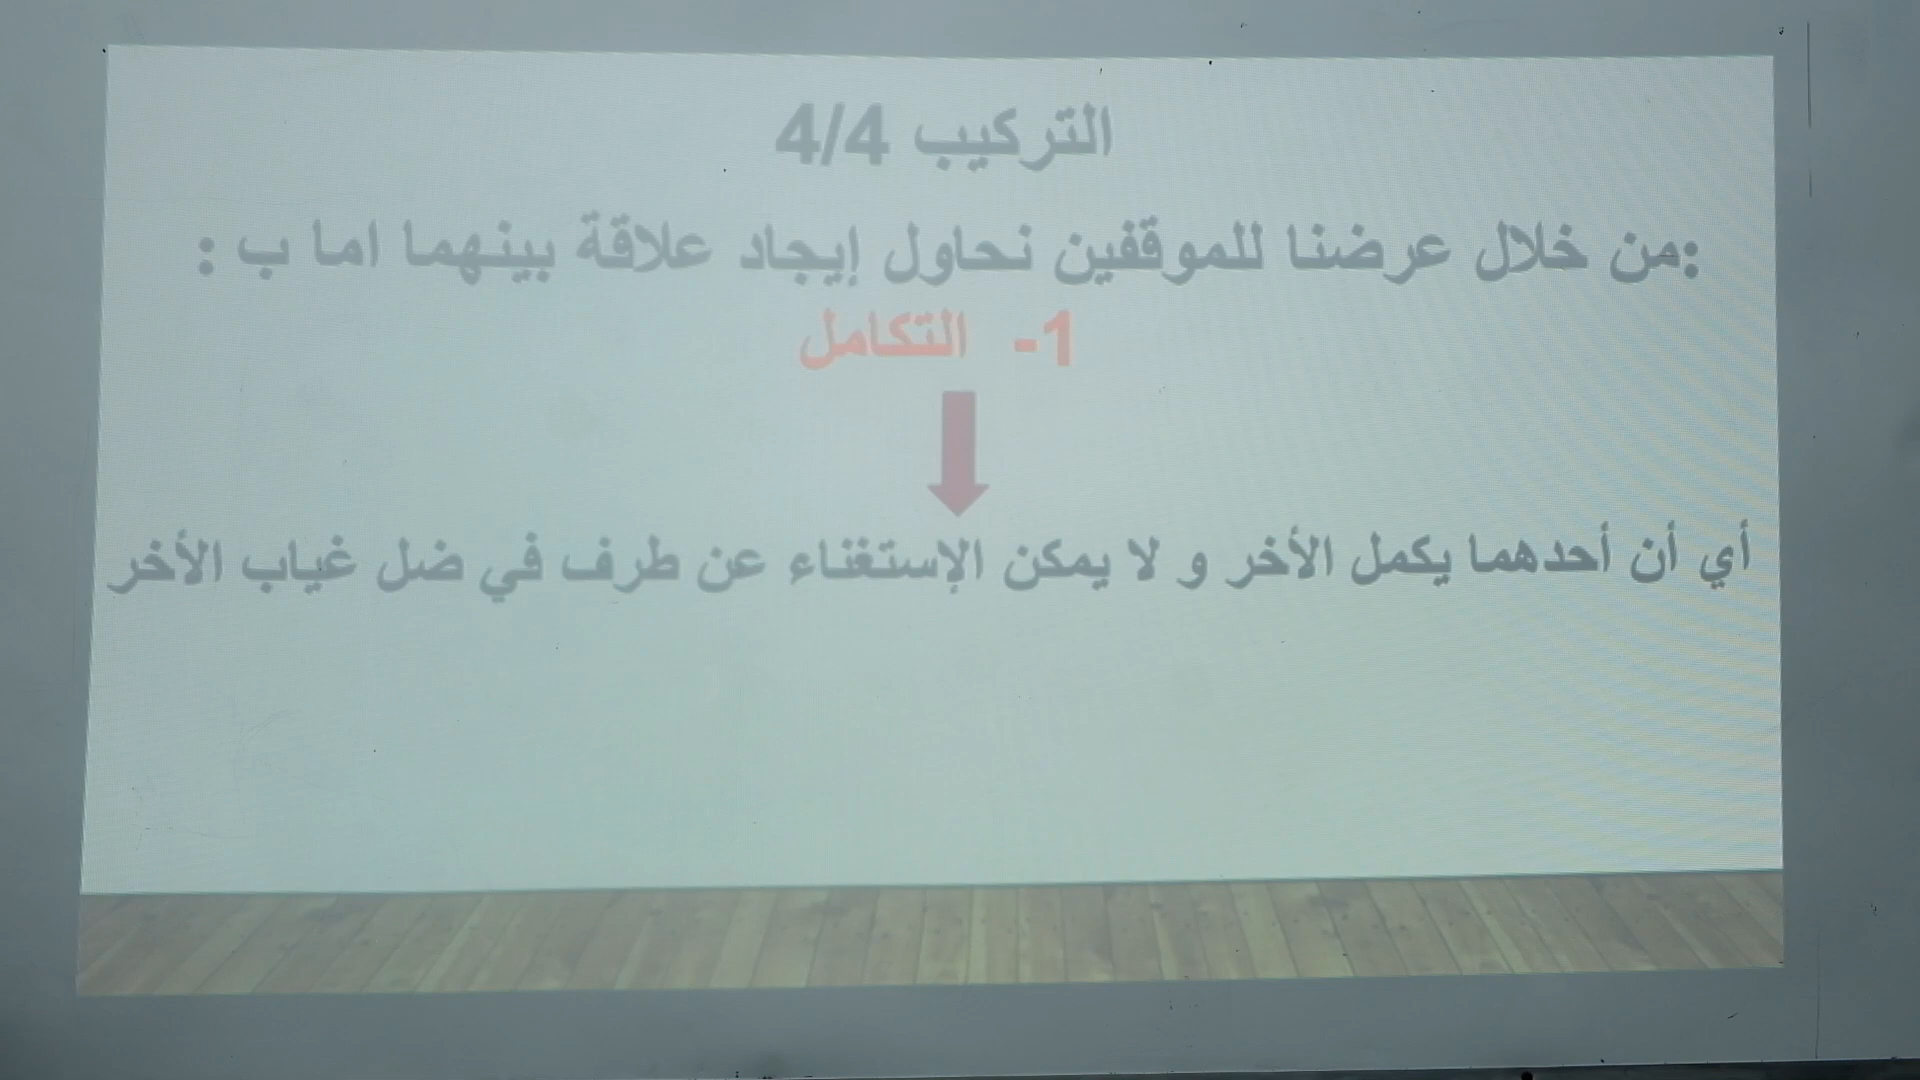 التركيب 4/4
:من خلال عرضنا للموقفين نحاول إيجاد علاقة بينهما اما ب :
1- التكامل
أي أن أحدهما يكمل الأخر و لا يمكن الإستغناء عن طرف في ضل غياب الأخر